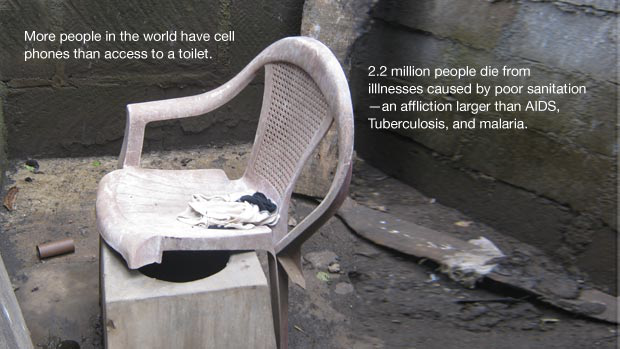 More people in the world have cell
phones than access to a toilet.
2.2 million people die from
illlnesses caused by poor sanitation
—an affliction larger than AIDS,
Tuberculosis, and malaria.